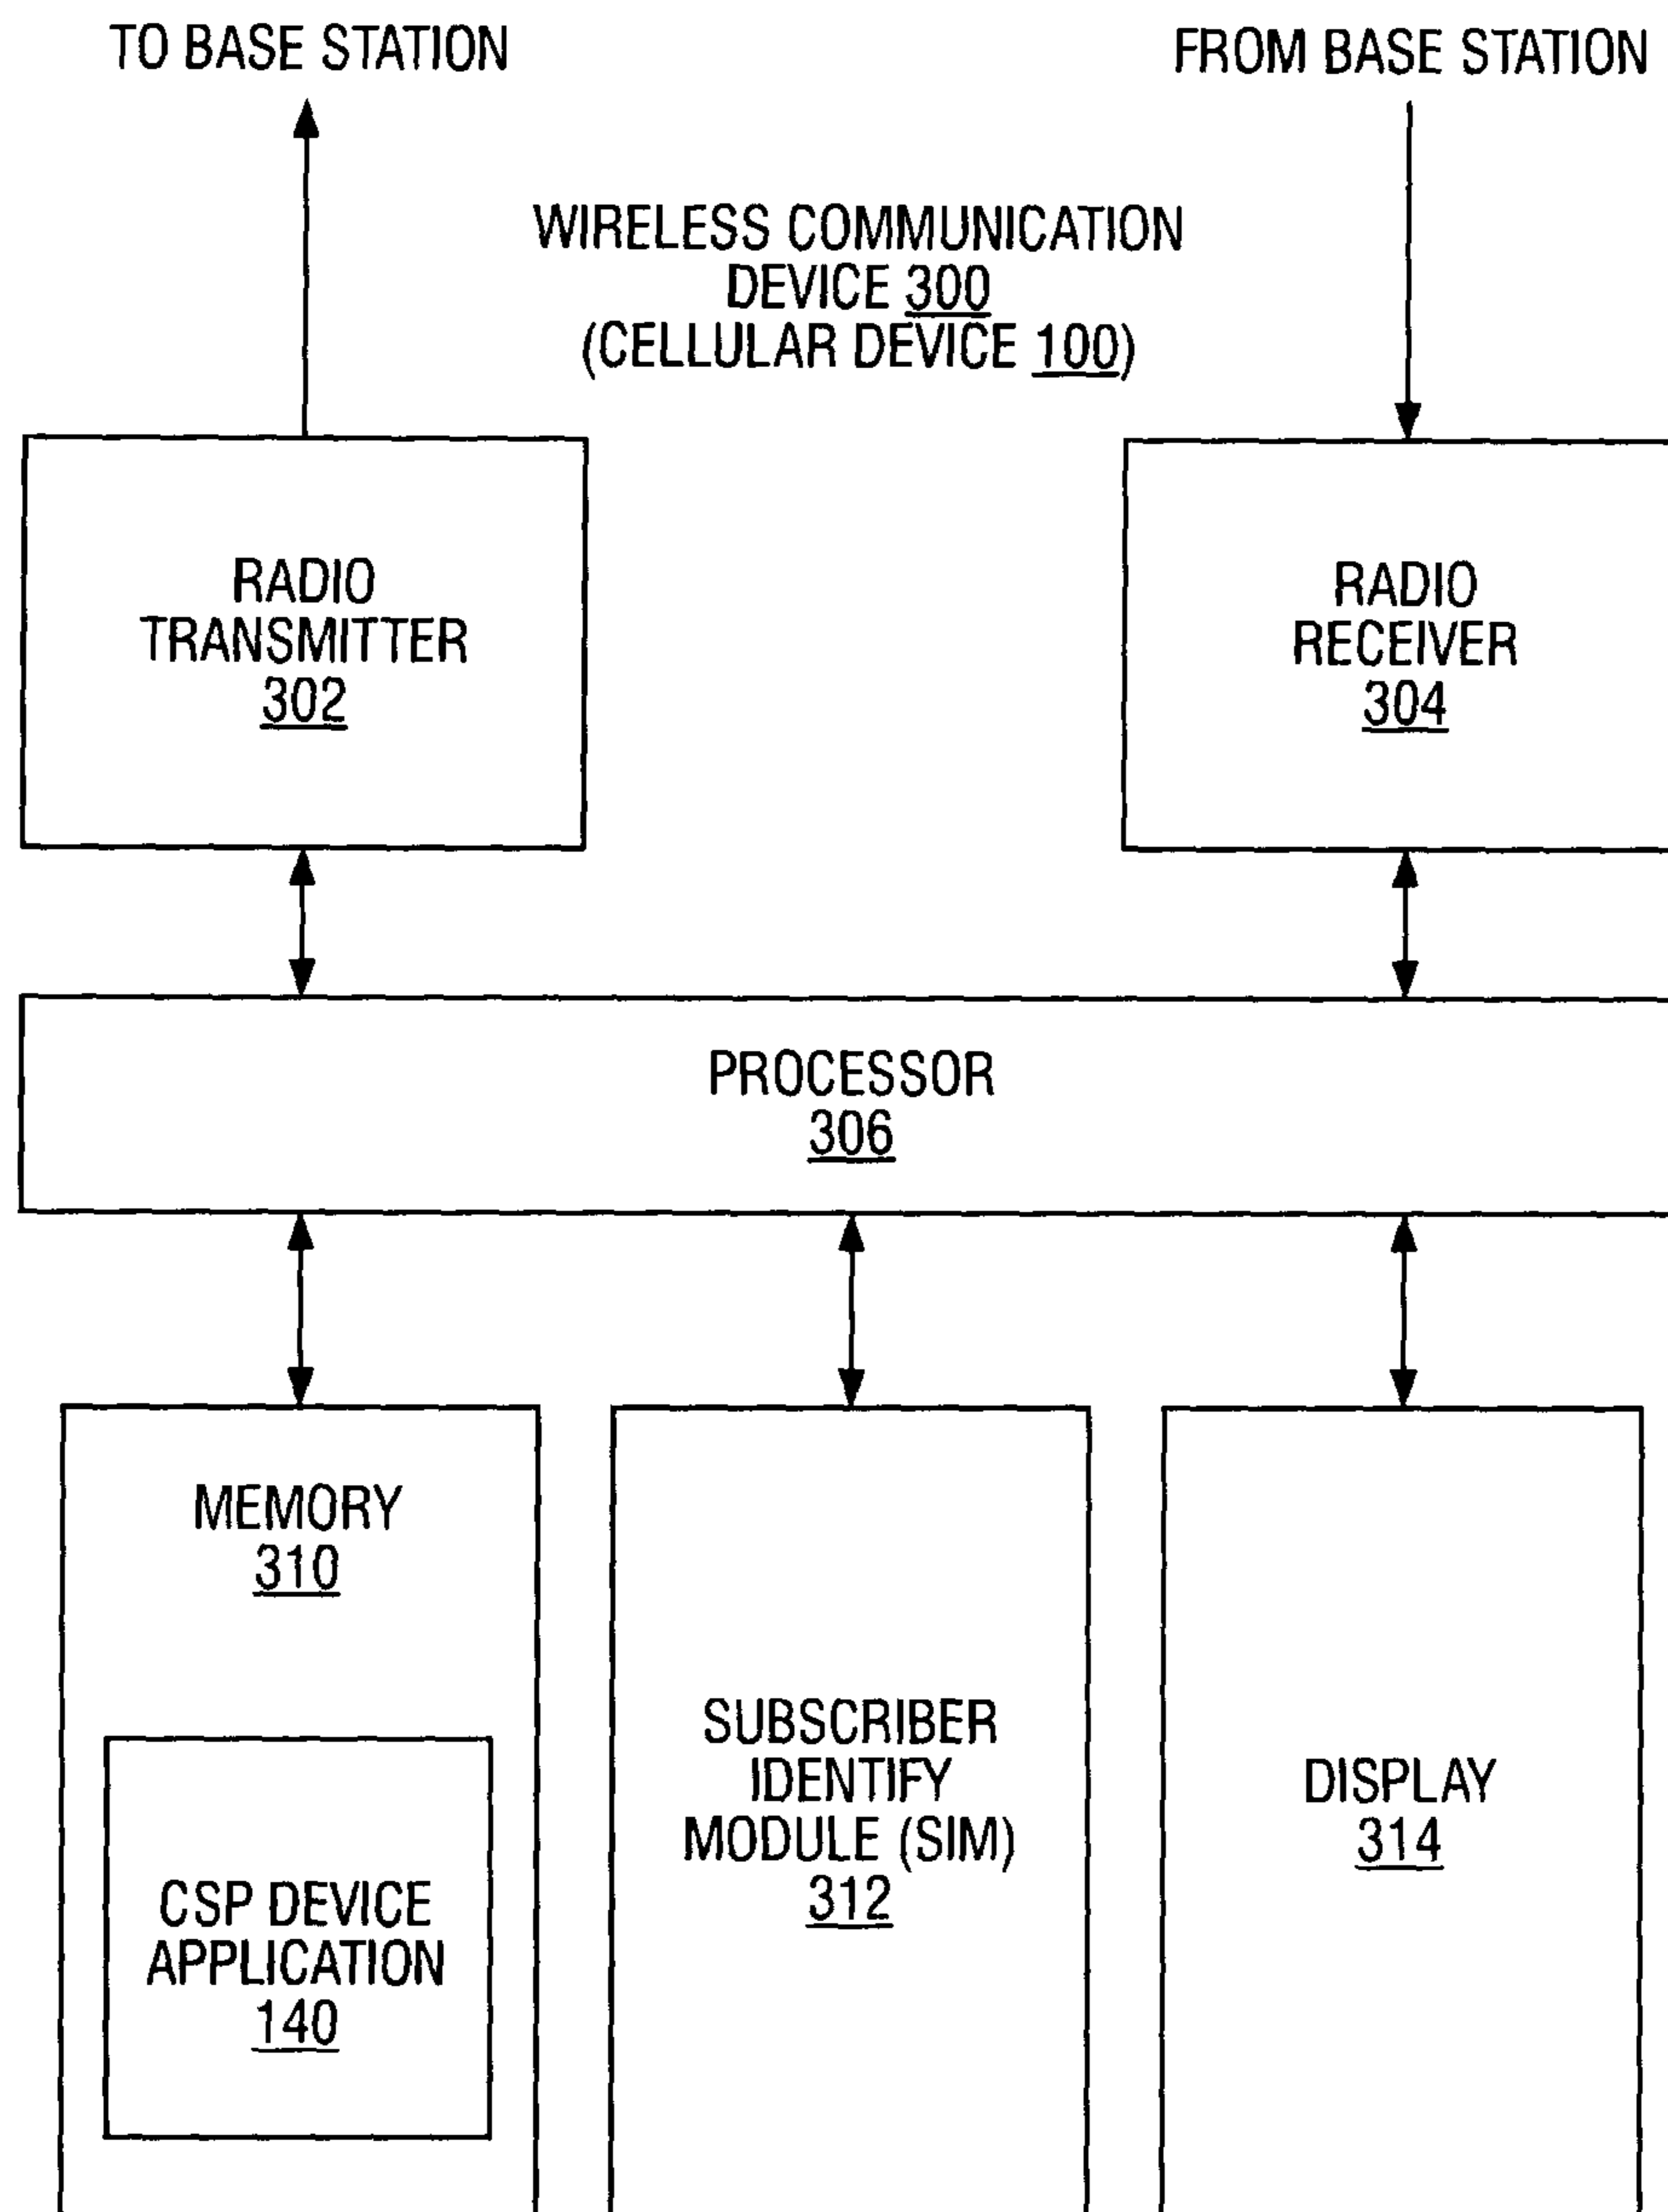 TO BASE STATION
FROM BASE STATION
WIRELESS COMMUNICATION
DEVICE 300
(CELLULAR DEVICE 100)
RADIO
TRANSMITTER
302
RADIO
RECEIVER
304
PROCESSOR
306
MEMORY
310
CSP DEVICE
APPLICATION
140
SUBSCRIBER
IDENTIFY
MODULE (SIM)
312
DISPLAY
314